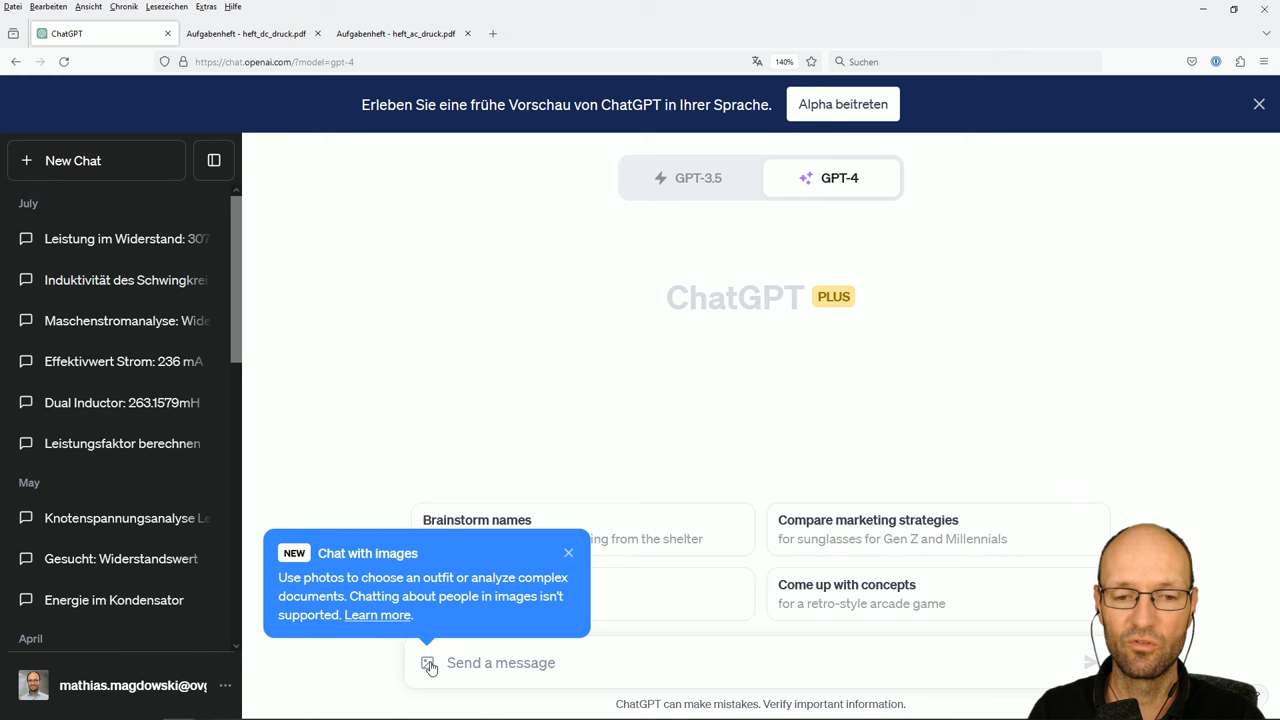 Datei Bearbeiten Ansicht Chronik Lesezeichen Extras Hilfe
ChatGPT
Aufgabenheft - heft_dc_druck.pdf
Aufgabenheft - heft_ac_druck.pdf
https://chat.openai.com/?model=gpt-4
140%
Suchen
Erleben Sie eine frühe Vorschau von ChatGPT in Ihrer Sprache.
Alpha beitreten
New Chat
GPT-3.5
GPT-4
July
Leistung im Widerstand: 307
Induktivität des Schwingkrei
Maschenstromanalyse: Wide
Effektivwert Strom: 236 mA
Dual Inductor: 263.1579mH
Leistungsfaktor berechnen
May
Knotenspannungsanalyse Le
Gesucht: Widerstandswert
Energie im Kondensator
April
mathias.magdowski@ovg
ChatGPT PLUS
Brainstorm names
ing from the shelter
Compare marketing strategies
for sunglasses for Gen Z and Millennials
Come up with concepts
for a retro-style arcade game
NEW Chat with images
Use photos to choose an outfit or analyze complex
documents. Chatting about people in images isn't
supported. Learn more.
Send a message
ChatGPT can make mistakes. Verify important information.